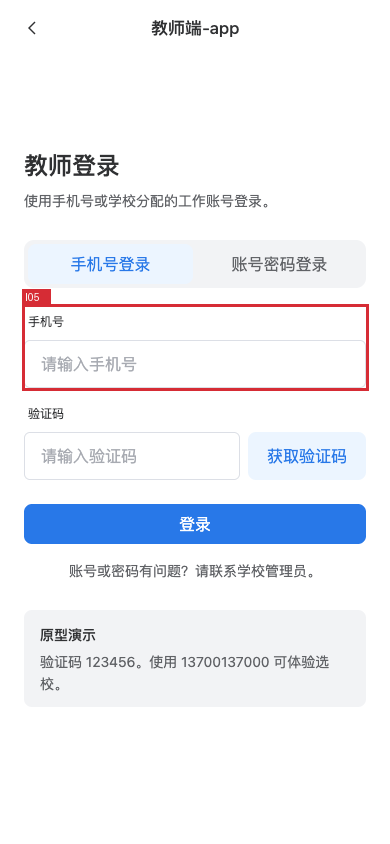 教师端-app
教师登录
使用手机号或学校分配的工作账号登录。
手机号登录
账号密码登录
I05
手机号
请输入手机号
验证码
请输入验证码
获取验证码
登录
账号或密码有问题？请联系学校管理员。
原型演示
验证码 123456。使用 13700137000 可体验选
校。